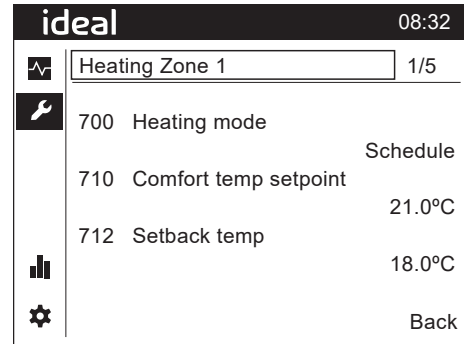 ideal 08:32
Heating Zone 1 1/5
700 Heating mode
Schedule
710 Comfort temp setpoint
21.0ºC
712 Setback temp
18.0ºC
Back